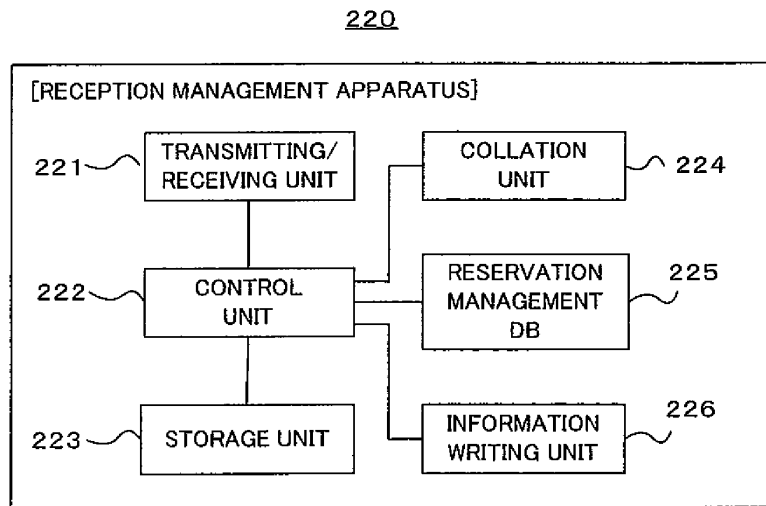 220
[RECEPTION MANAGEMENT APPARATUS]
221
TRANSMITTING/
RECEIVING UNIT
COLLATION
UNIT
224
222
CONTROL
UNIT
RESERVATION
MANAGEMENT
DB
225
223
STORAGE UNIT
INFORMATION
WRITING UNIT
226